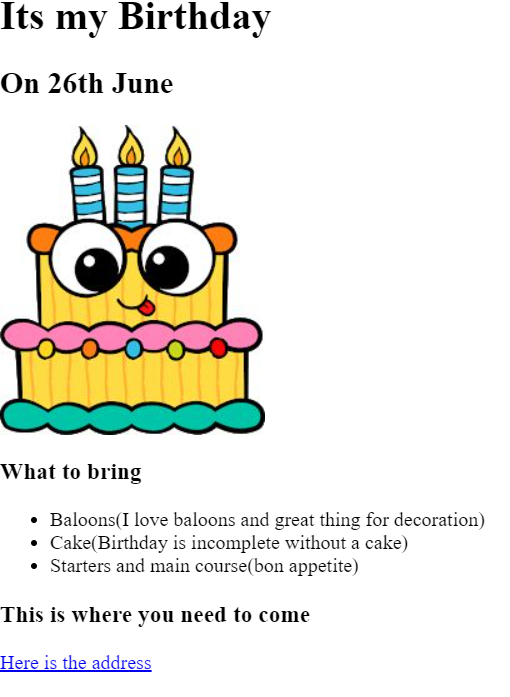 Its my Birthday
On 26th June
What to bring
Baloons(I love baloons and great thing for decoration)
Cake(Birthday is incomplete without a cake)
Starters and main course(bon appetite)
This is where you need to come
Here is the address